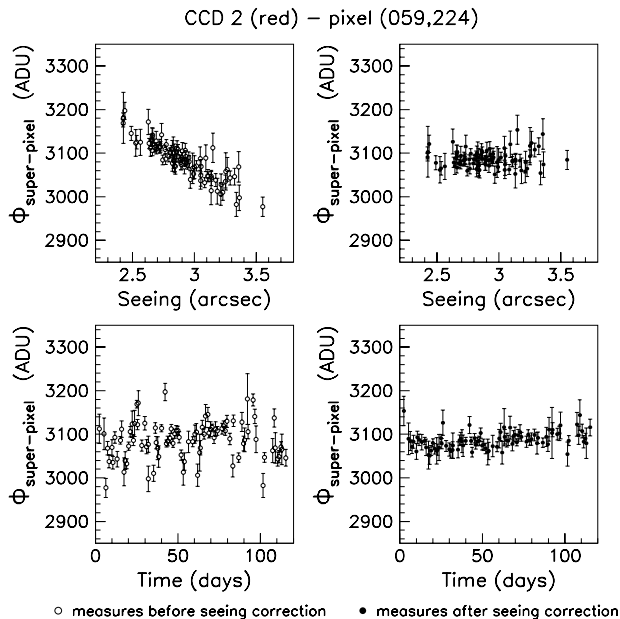 CCD 2 (red) – pixel (059,224)
ϕsuper-pixel (ADU)
3300
3200
3100
3000
2900
2.5 3 3.5
Seeing (arcsec)
ϕsuper-pixel (ADU)
3300
3200
3100
3000
2900
2.5 3 3.5
Seeing (arcsec)
ϕsuper-pixel (ADU)
3300
3200
3100
3000
2900
0 50 100
Time (days)
ϕsuper-pixel (ADU)
3300
3200
3100
3000
2900
0 50 100
Time (days)
○ measures before seeing correction ● measures after seeing correction